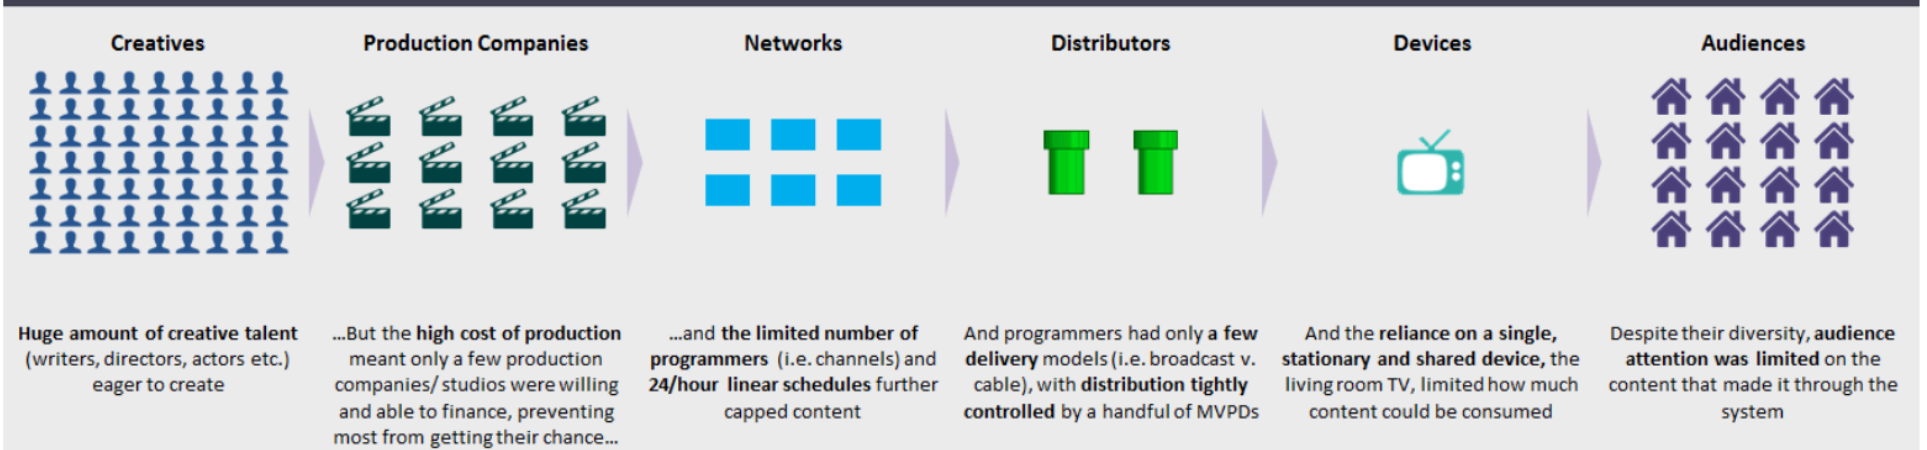 Creatives
Production Companies
Networks
Distributors
Devices
Audiences
Huge amount of creative talent
(writers, directors, actors etc.)
eager to create
...But the high cost of production
meant only a few production
companies/ studios were willing
and able to finance, preventing
most from getting their chance...
...and the limited number of
programmers (i.e. channels) and
24/hour linear schedules further
capped content
And programmers had only a few
delivery models (i.e. broadcast v.
cable), with distribution tightly
controlled by a handful of MVPDs
And the reliance on a single,
stationary and shared device, the
living room TV, limited how much
content could be consumed
Despite their diversity, audience
attention was limited on the
content that made it through the
system